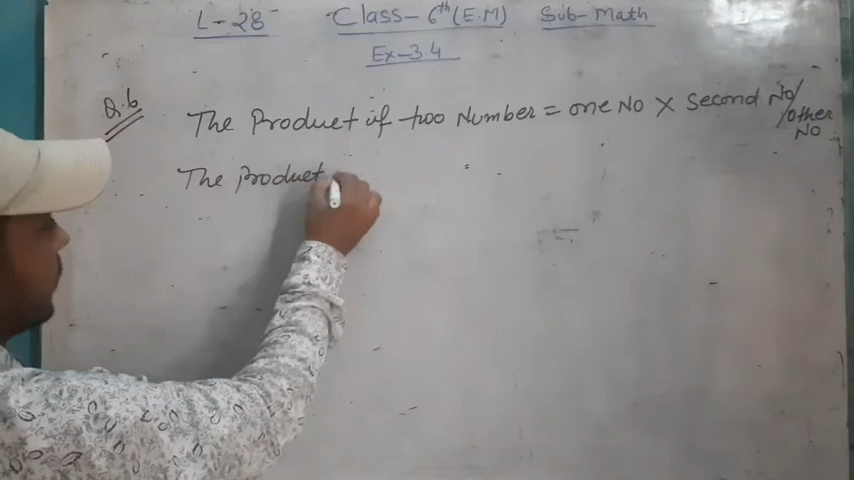 L-28 Class-6th (E.M) Sub-Math
Ex-3.4
Q.6
The Product of two Number = one No × Second No/
other
No
The Product